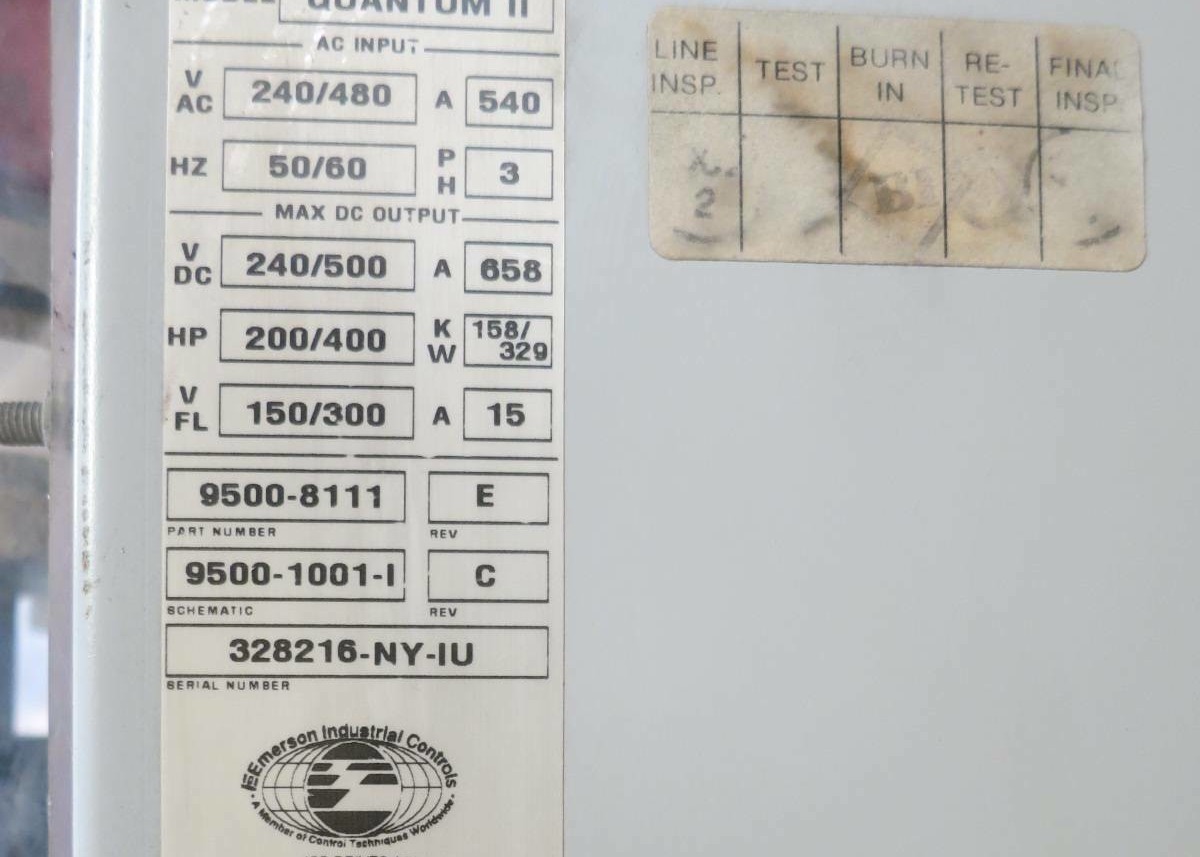 MODEL QUANTUM II
AC INPUT
V AC 240/480 A 540
HZ 50/60 PH 3
MAX DC OUTPUT
V DC 240/500 A 658
HP 200/400 KW 158/329
V FL 150/300 A 15
9500-8111 E
PART NUMBER REV
9500-1001-I C
SCHEMATIC REV
328216-NY-IU
SERIAL NUMBER
Emerson Industrial Controls
A Member of Control Techniques Worldwide
LINE INSP. TEST BURN IN RE-TEST FINAL INSP
2